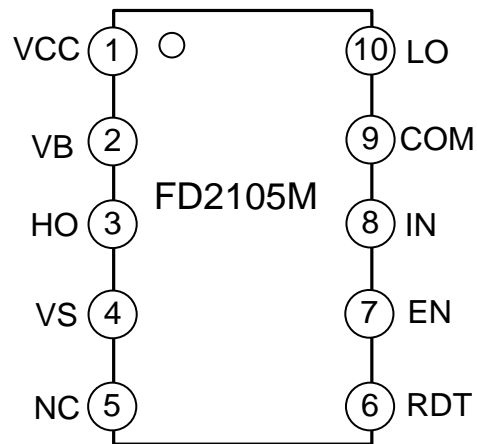 VCC 1 10 LO
VB 2 9 COM
FD2105M
HO 3 8 IN
VS 4 7 EN
NC 5 6 RDT